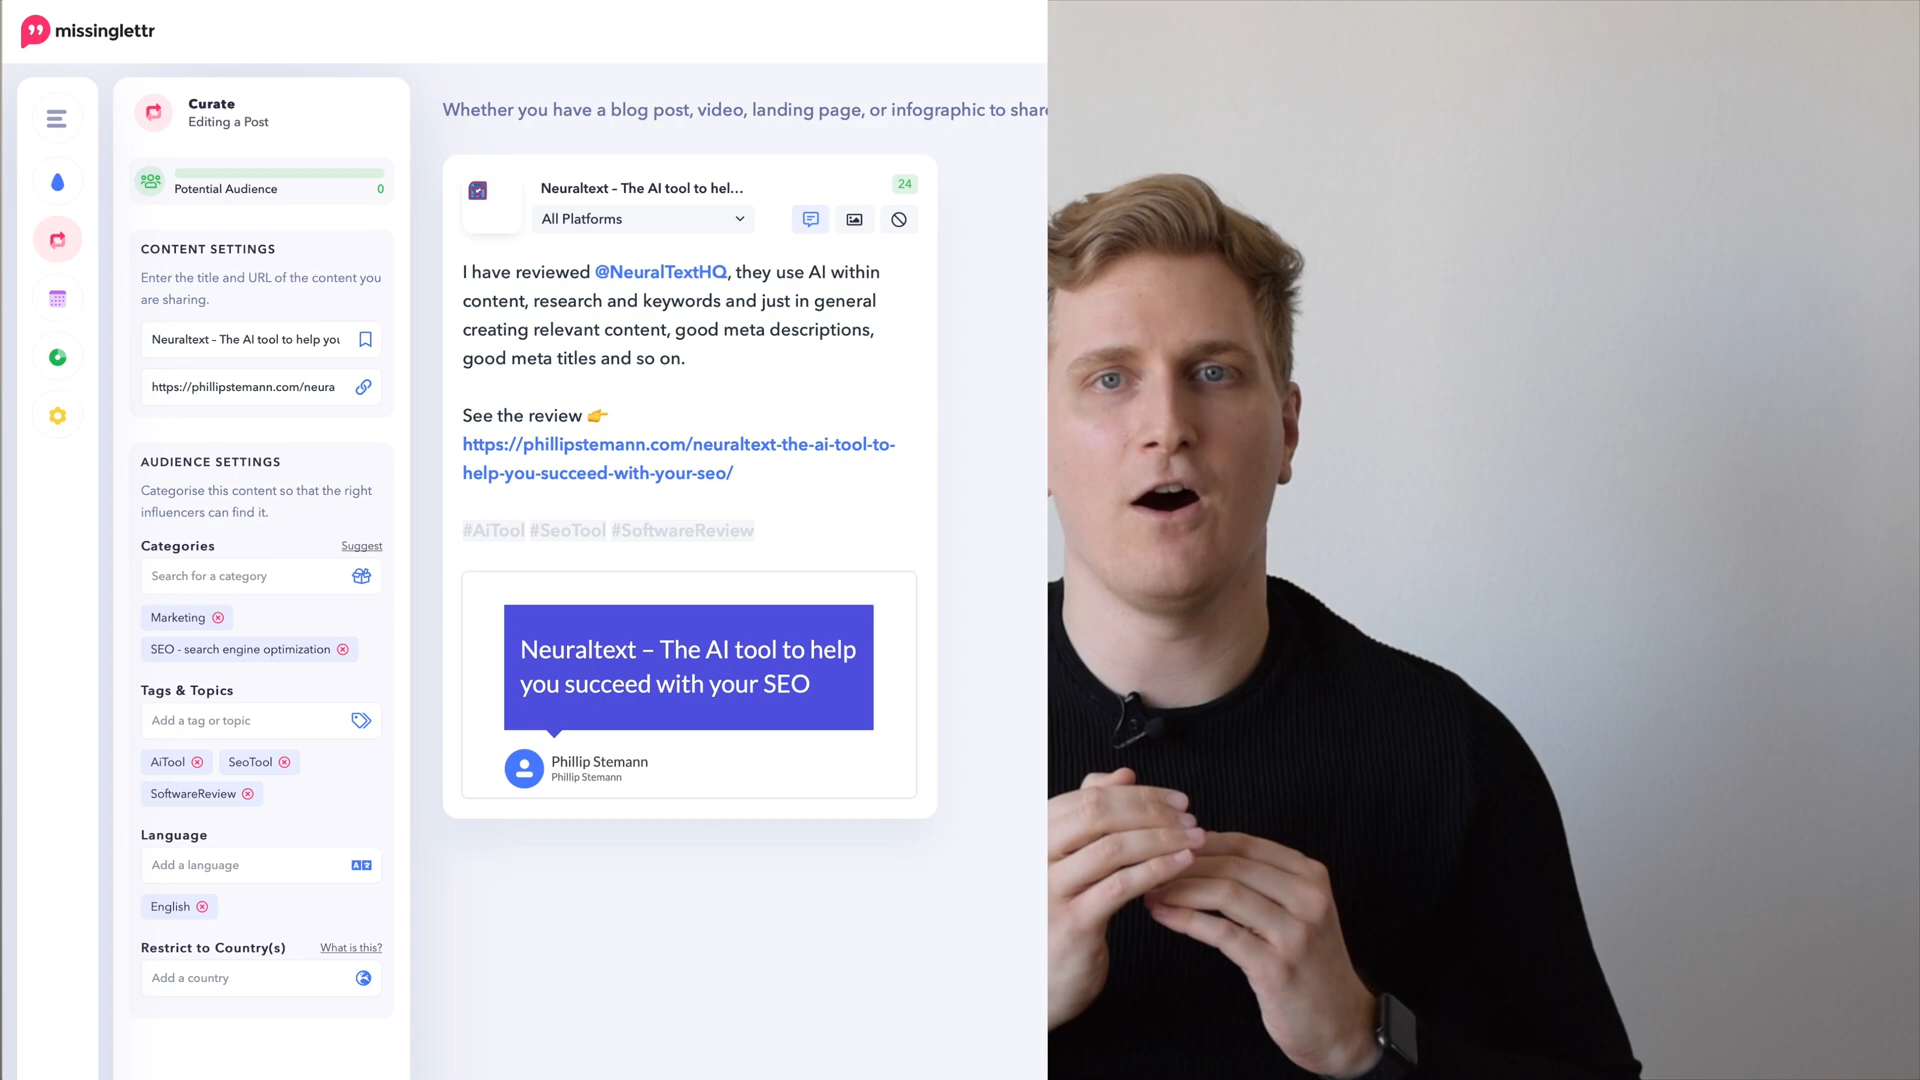 missinglettr
Curate
Editing a Post
Potential Audience
0
CONTENT SETTINGS
Enter the title and URL of the content you
are sharing.
Neuraltext – The AI tool to help you
https://phillipstemann.com/neura
AUDIENCE SETTINGS
Categorise this content so that the right
influencers can find it.
Categories
Suggest
Search for a category
Marketing
SEO - search engine optimization
Tags & Topics
Add a tag or topic
AiTool
SeoTool
SoftwareReview
Language
Add a language
English
Restrict to Country(s)
What is this?
Add a country
Whether you have a blog post, video, landing page, or infographic to share
Neuraltext – The AI tool to hel...
24
All Platforms
I have reviewed @NeuralTextHQ, they use AI within
content, research and keywords and just in general
creating relevant content, good meta descriptions,
good meta titles and so on.
See the review 👉
https://phillipstemann.com/neuraltext-the-ai-tool-to-
help-you-succeed-with-your-seo/
#AiTool #SeoTool #SoftwareReview
Neuraltext – The AI tool to help
you succeed with your SEO
Phillip Stemann
Phillip Stemann